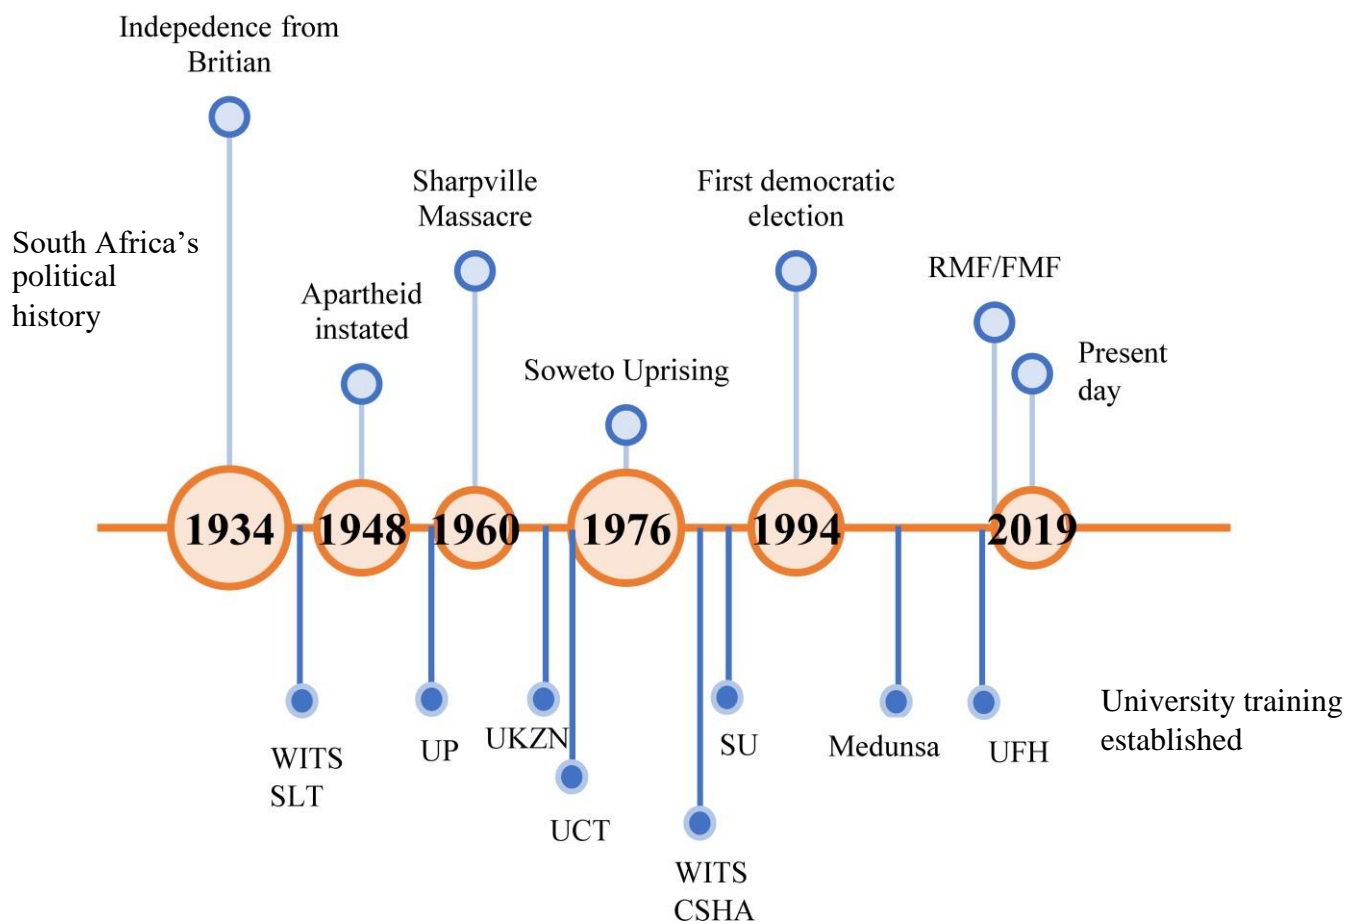 Indepedence from
Britian
Sharpville
Massacre
First democratic
election
South Africa’s
political
history
Apartheid
instated
RMF/FMF
Soweto Uprising
Present
day
1934
1948
1960
1976
1994
2019
WITS
SLT
UP
UKZN
UCT
WITS
CSHA
SU
Medunsa
UFH
University training
established